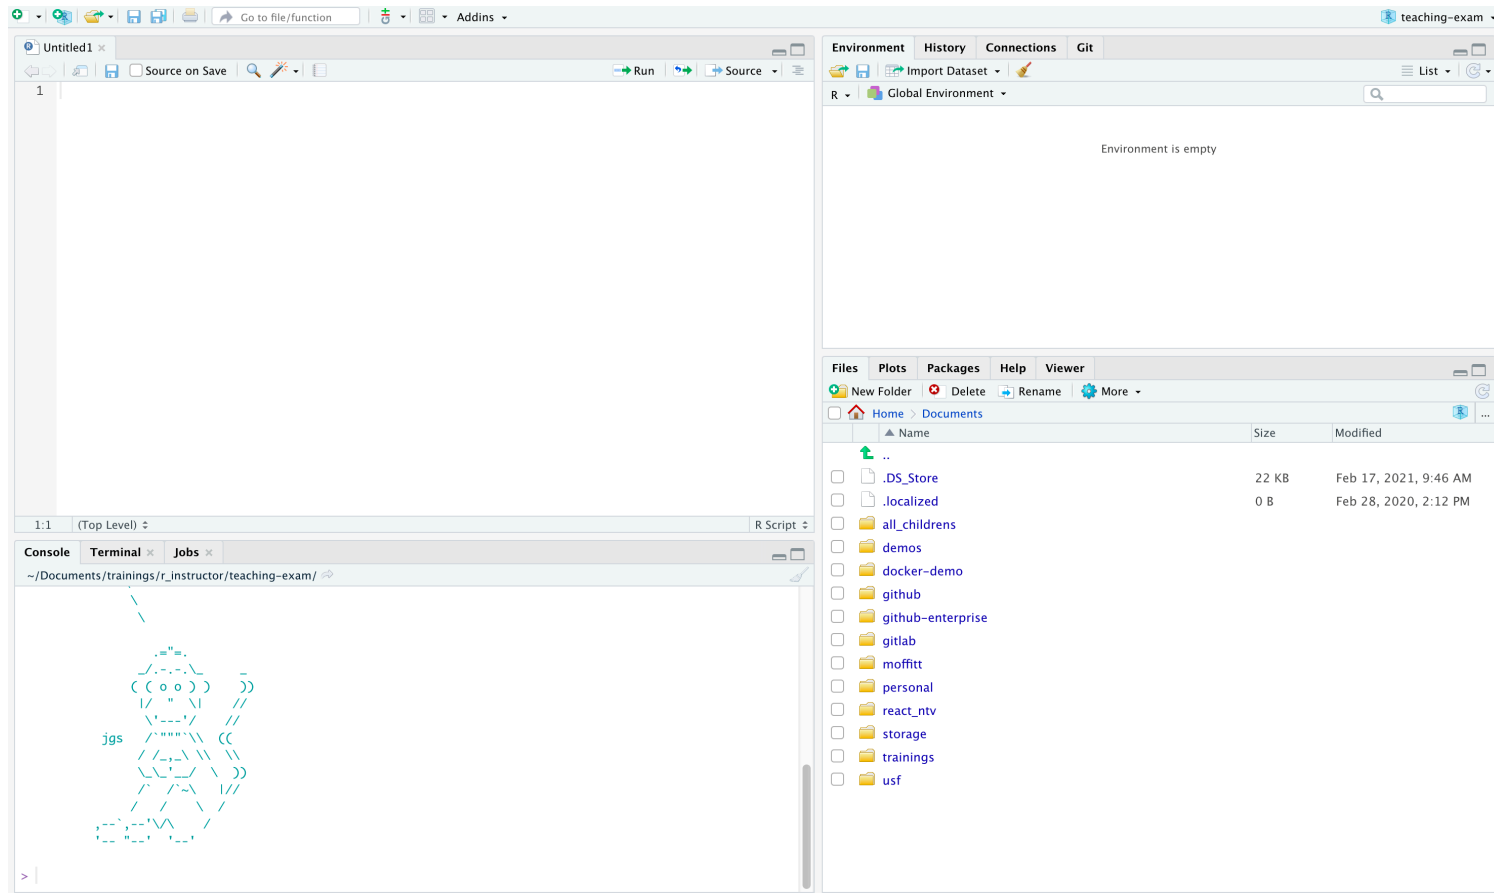 Go to file/function Addins teaching-exam
Untitled1
Source on Save Run Source
1
1:1 (Top Level) R Script
Console Terminal Jobs
~/Documents/trainings/r_instructor/teaching-exam/
\
\
.="=.
_/.-.-.\_ _
( ( o o ) ) ))
|/ " \| //
\'---'/ //
jgs /`"""`\\ ((
/ /_,_\ \\ \\
\_\_'__/ \ ))
/` /`~\ |//
/ / \ /
,--`,--'\/\ /
'-- "--' '--'
>
Environment History Connections Git
Import Dataset List
R Global Environment
Environment is empty
Files Plots Packages Help Viewer
New Folder Delete Rename More
Home > Documents ...
Name Size Modified
..
.DS_Store 22 KB Feb 17, 2021, 9:46 AM
.localized 0 B Feb 28, 2020, 2:12 PM
all_childrens
demos
docker-demo
github
github-enterprise
gitlab
moffitt
personal
react_ntv
storage
trainings
usf